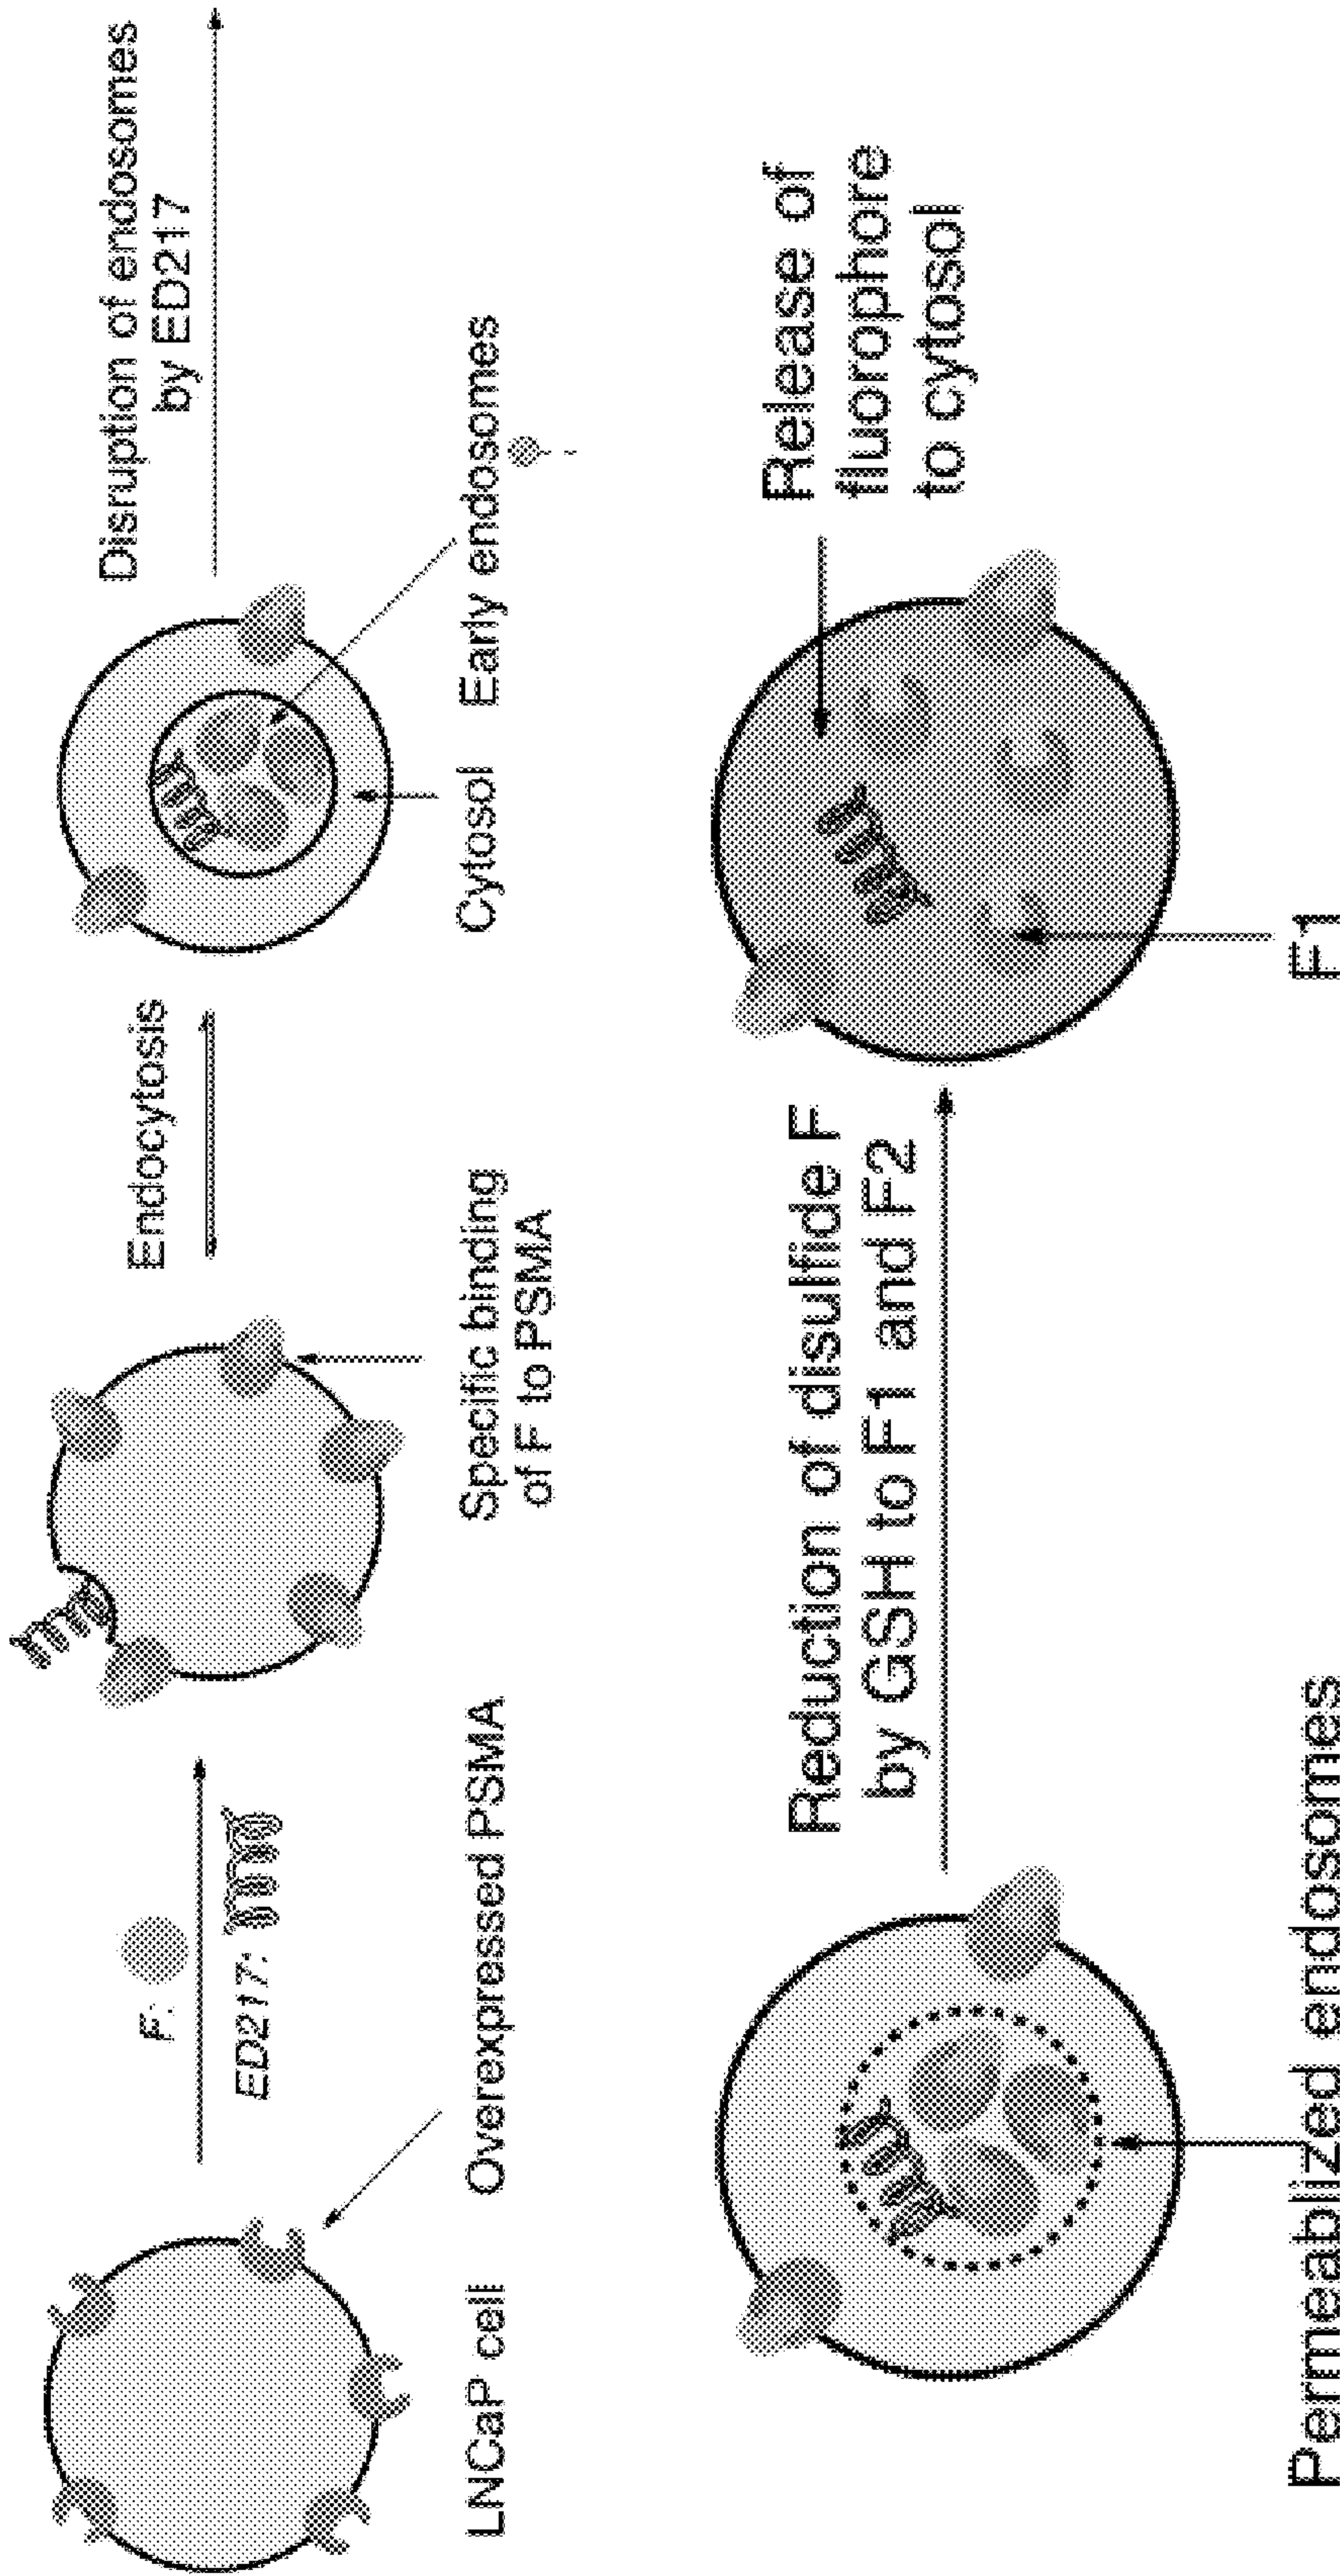 F:
ED217:
LNCaP cell
Overexpressed PSMA
Specific binding
of F to PSMA
Endocytosis
Cytosol
Early endosomes
Disruption of endosomes
by ED217
Permeablized endosomes
Reduction of disulfide F
by GSH to F1 and F2
F1
Release of
fluorophore
to cytosol